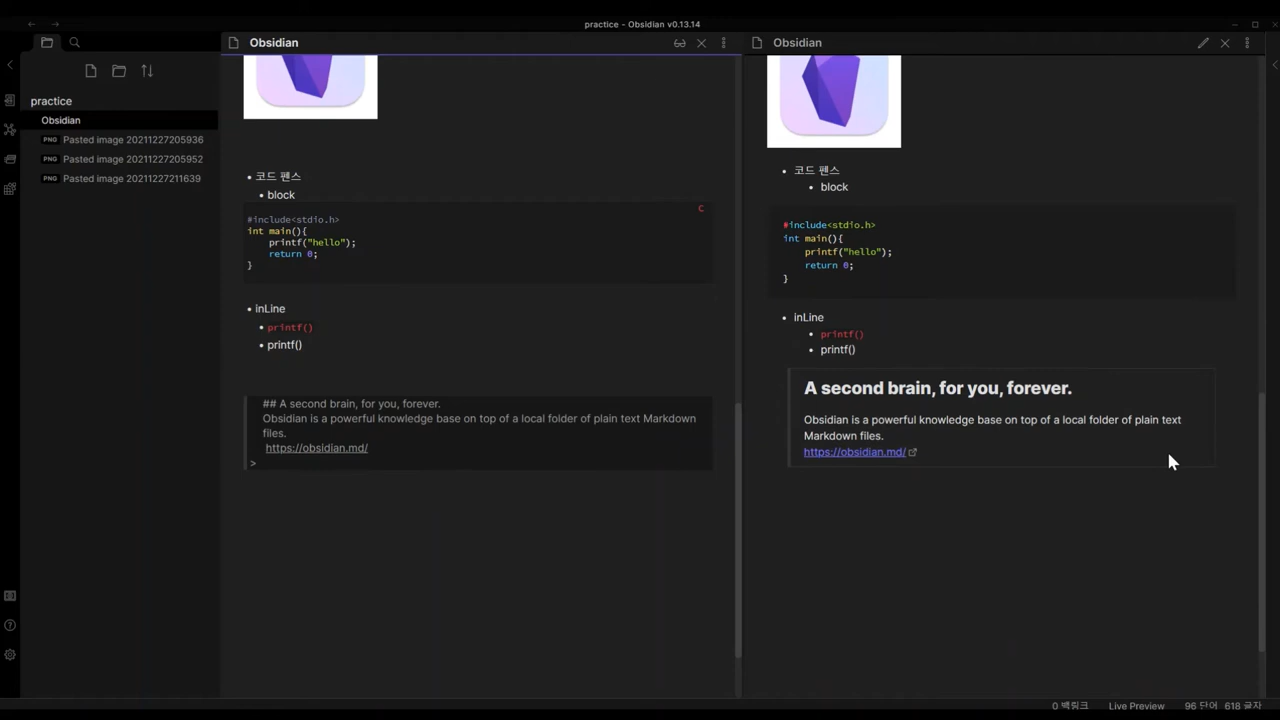 practice - Obsidian v0.13.14
Obsidian
Obsidian
practice
Obsidian
PNG Pasted image 20211227205936
PNG Pasted image 20211227205952
PNG Pasted image 20211227211639
코드 펜스
block
C
#include<stdio.h>
int main(){
printf("hello");
return 0;
}
inLine
printf()
printf()
## A second brain, for you, forever.
Obsidian is a powerful knowledge base on top of a local folder of plain text Markdown
files.
https://obsidian.md/
>
코드 펜스
block
#include<stdio.h>
int main(){
printf("hello");
return 0;
}
inLine
printf()
printf()
A second brain, for you, forever.
Obsidian is a powerful knowledge base on top of a local folder of plain text
Markdown files.
https://obsidian.md/
0 백링크 Live Preview 96 단어 618 글자